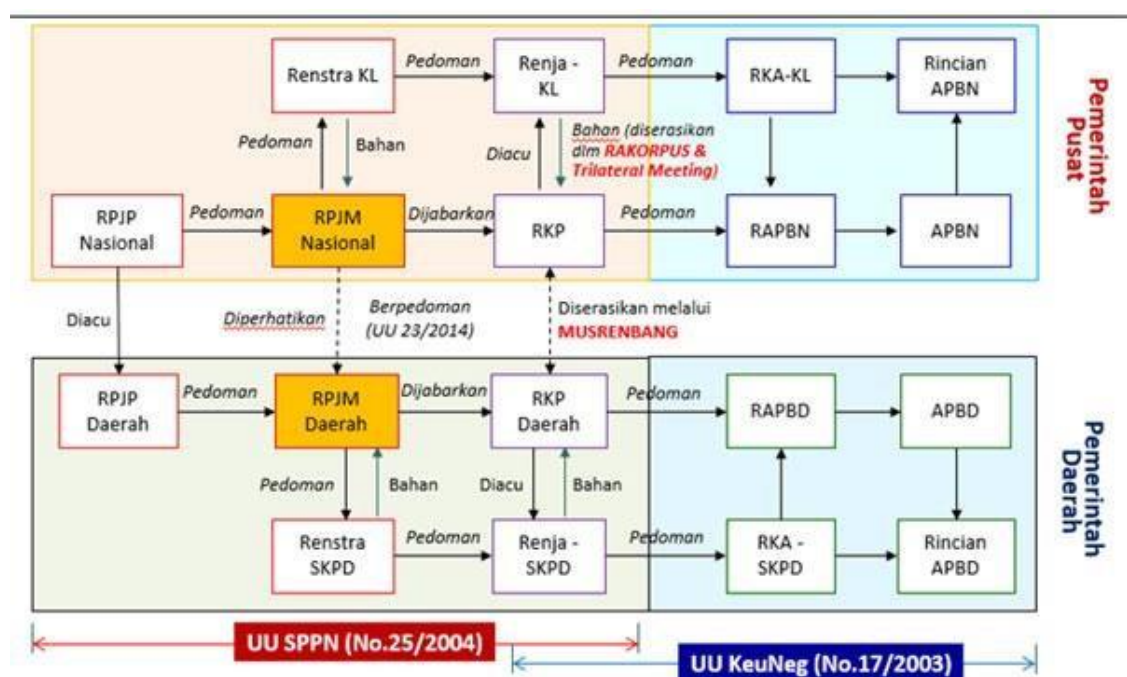 Renstra KL
Pedoman
Renja -
KL
Pedoman
RKA-KL
Rincian
APBN
Pedoman
Bahan
Diacu
Bahan (diserasikan
dlm RAKORPUS &
Trilateral Meeting)
RPJP
Nasional
Pedoman
RPJM
Nasional
Dijabarkan
RKP
Pedoman
RAPBN
APBN
Pemerintah
Pusat
Diacu
Diperhatikan
Berpedoman
(UU 23/2014)
Diserasikan melalui
MUSRENBANG
RPJP
Daerah
Pedoman
RPJM
Daerah
Dijabarkan
RKP
Daerah
Pedoman
RAPBD
APBD
Pedoman
Bahan
Diacu
Bahan
Renstra
SKPD
Pedoman
Renja -
SKPD
Pedoman
RKA -
SKPD
Rincian
APBD
Pemerintah
Daerah
UU SPPN (No.25/2004)
UU KeuNeg (No.17/2003)